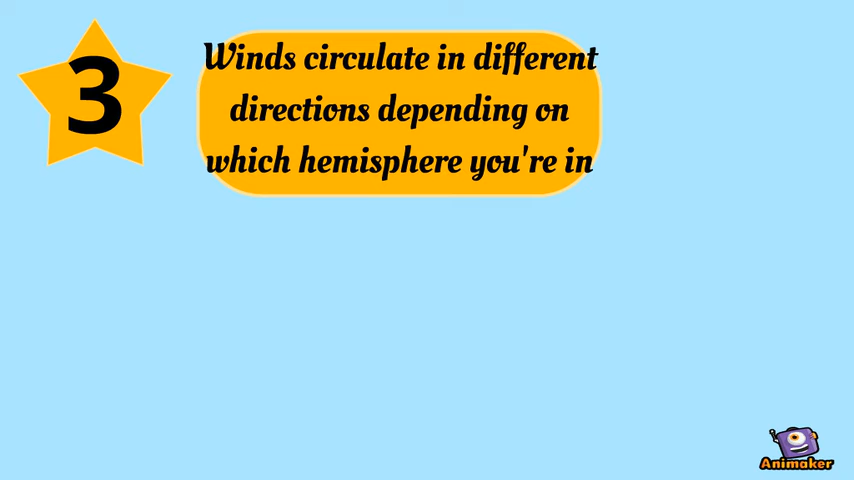 3
Winds circulate in different
directions depending on
which hemisphere you're in
Animaker